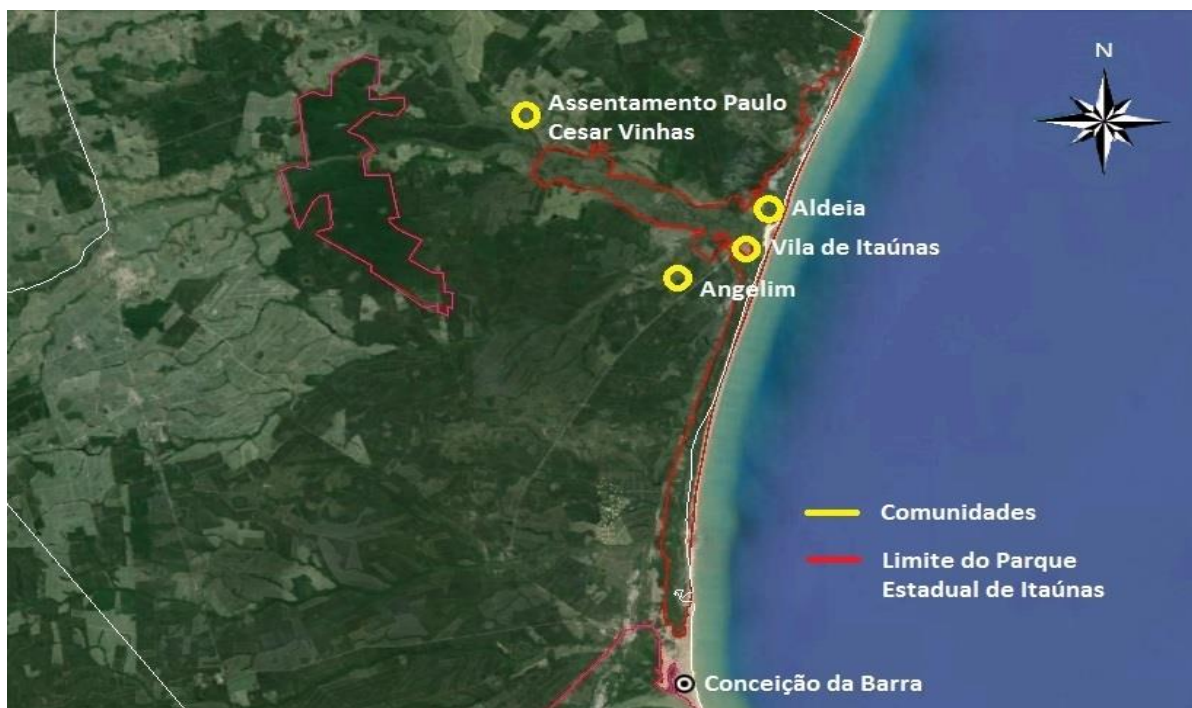 N
Assentamento Paulo
Cesar Vinhas
Aldeia
Vila de Itaúnas
Angelim
Comunidades
Limite do Parque
Estadual de Itaúnas
Conceição da Barra